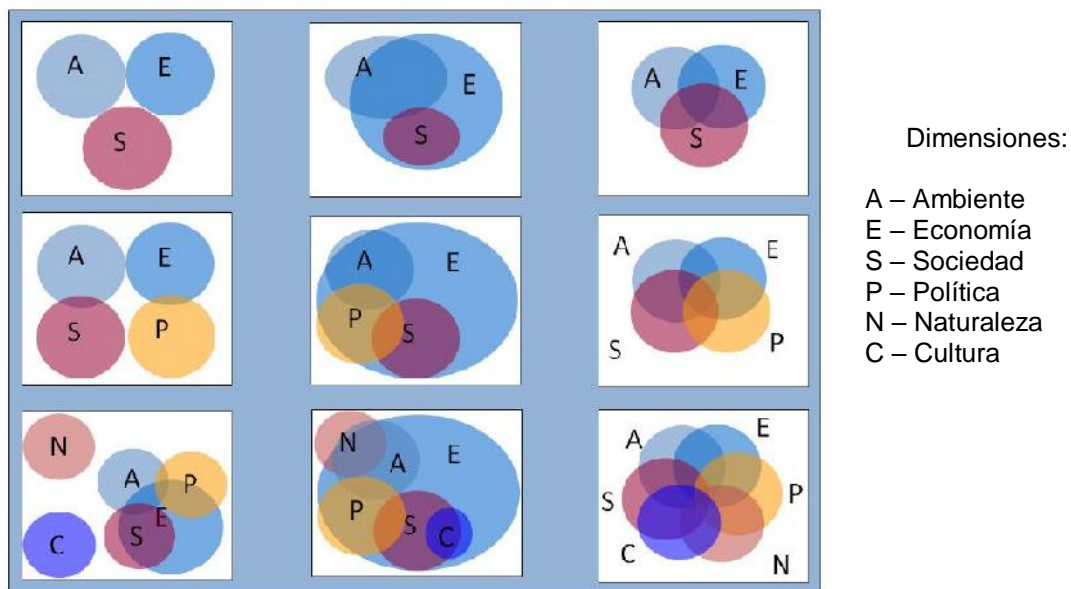 A E
S
A E
S
A E
S
Dimensiones:
A – Ambiente
E – Economía
S – Sociedad
P – Política
N – Naturaleza
C – Cultura
A E
S P
A E
P S
A E
S P
N
A P
E
S
C
N
A E
P S C
A E
S P
C N